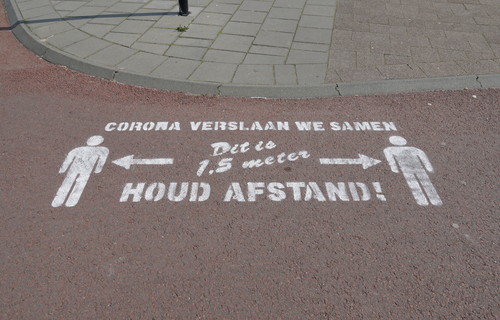 CORONA VERSLAAN WE SAMEN
Dit is
1,5 meter
HOUD AFSTAND!